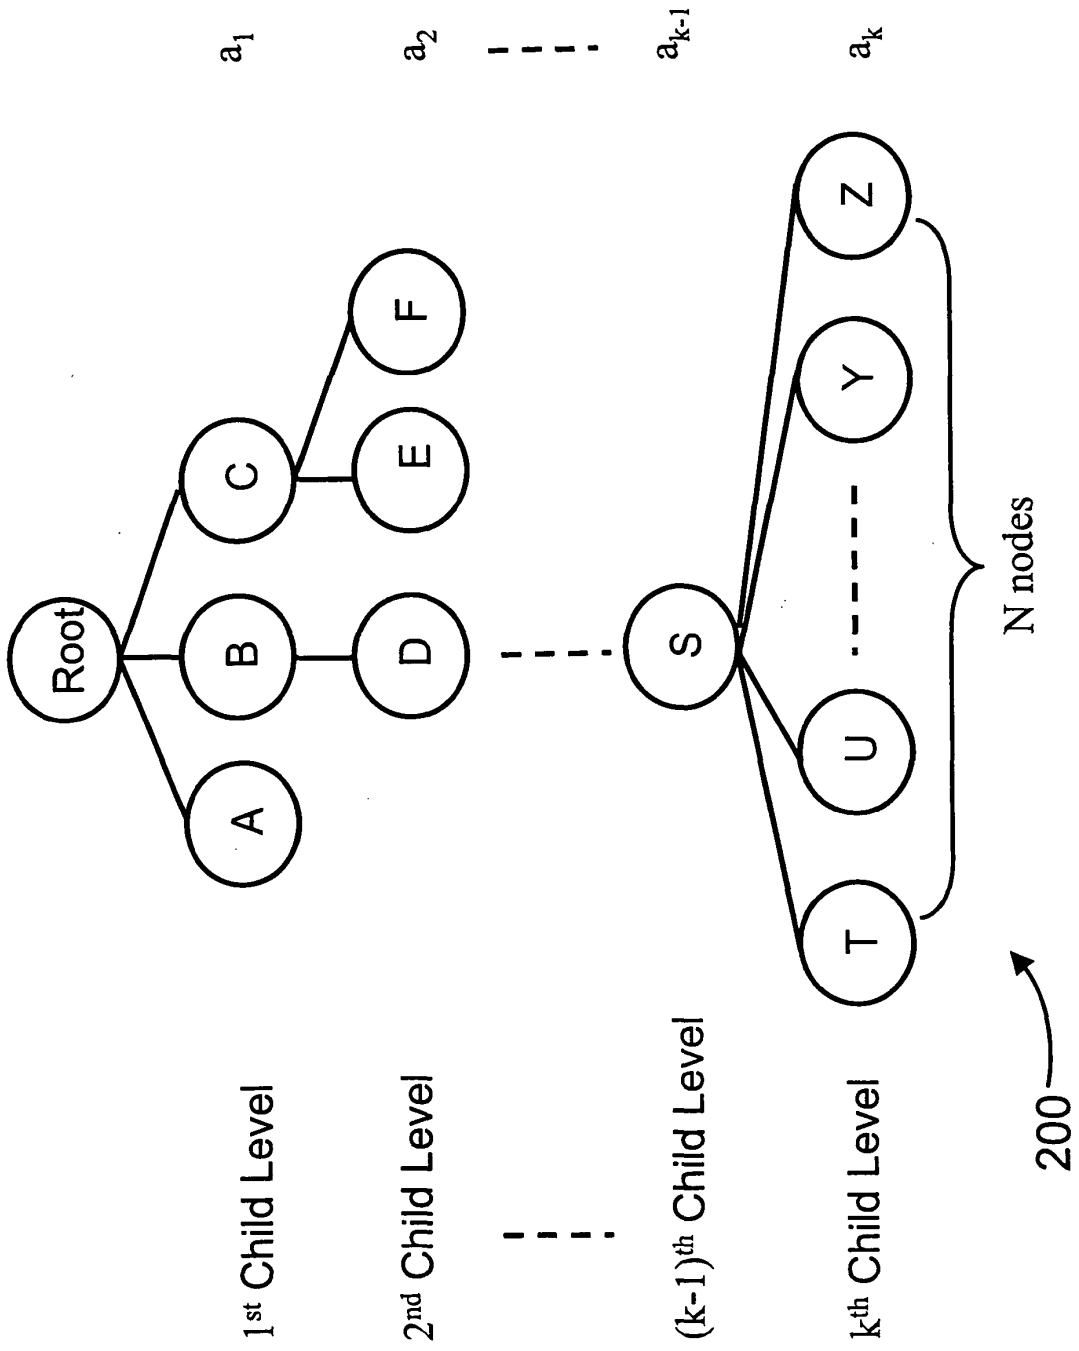 Root
1st Child Level
A
B
C
a1
2nd Child Level
D
E
F
a2
(k-1)th Child Level
S
ak-1
kth Child Level
T
U
Y
Z
ak
N nodes
200